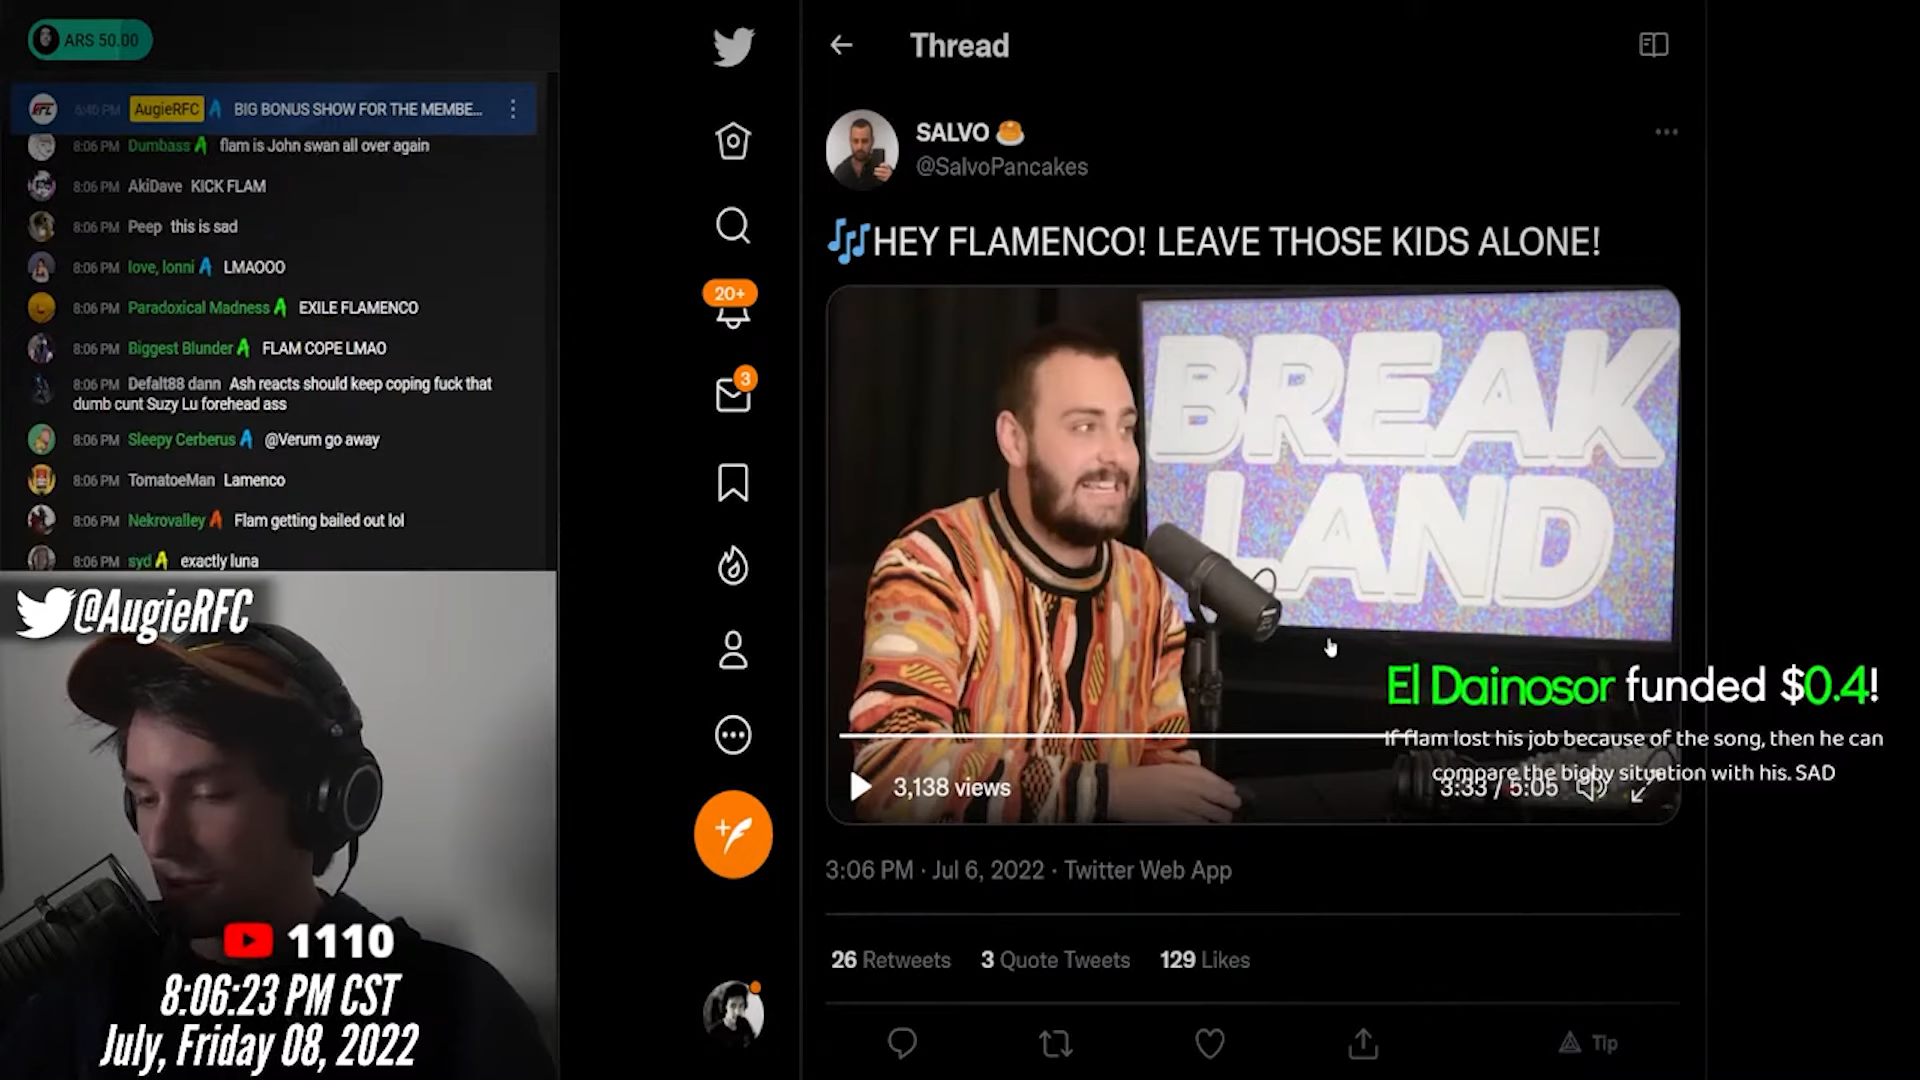 ARS 50.00
6:40 PM AugieRFC BIG BONUS SHOW FOR THE MEMBE...
8:06 PM Dumbass flam is John swan all over again
8:06 PM AkiDave KICK FLAM
8:06 PM Peep this is sad
8:06 PM love, lonni LMAOOO
8:06 PM Paradoxical Madness EXILE FLAMENCO
8:06 PM Biggest Blunder FLAM COPE LMAO
8:06 PM Defalt88 dann Ash reacts should keep coping fuck that
dumb cunt Suzy Lu forehead ass
8:06 PM Sleepy Cerberus @Verum go away
8:06 PM TomatoeMan Lamenco
8:06 PM Nekrovalley Flam getting bailed out lol
8:06 PM syd exactly luna
@AugieRFC
1110
8:06:23 PM CST
July, Friday 08, 2022
20+
3
Thread
SALVO
@SalvoPancakes
HEY FLAMENCO! LEAVE THOSE KIDS ALONE!
BREAK
LAND
El Dainosor funded $0.4!
If flam lost his job because of the song, then he can
compare the bigby situation with his. SAD
3,138 views
3:33 / 5:05
3:06 PM · Jul 6, 2022 · Twitter Web App
26 Retweets 3 Quote Tweets 129 Likes
Tip